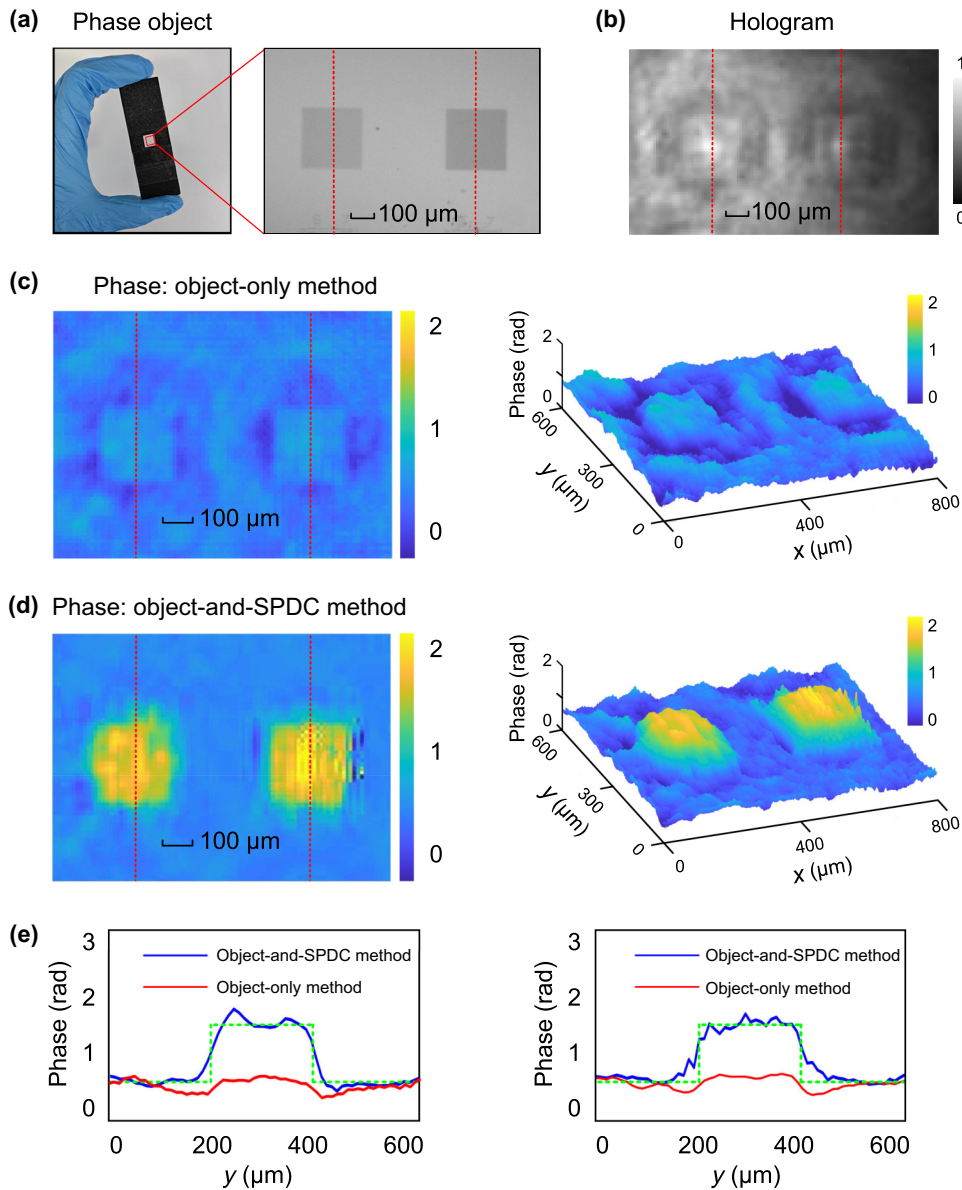 (a) Phase object
100 µm
(b) Hologram
100 µm
1
0
(c) Phase: object-only method
100 µm
2
1
0
Phase (rad)
2
0
600
300
0
y (µm)
0
400
800
x (µm)
2
1
0
(d) Phase: object-and-SPDC method
100 µm
2
1
0
Phase (rad)
2
0
600
300
0
y (µm)
0
400
800
x (µm)
2
1
0
(e)
Phase (rad)
3
2
1
0
Object-and-SPDC method
Object-only method
0 200 400 600
y (µm)
Phase (rad)
3
2
1
0
Object-and-SPDC method
Object-only method
0 200 400 600
y (µm)